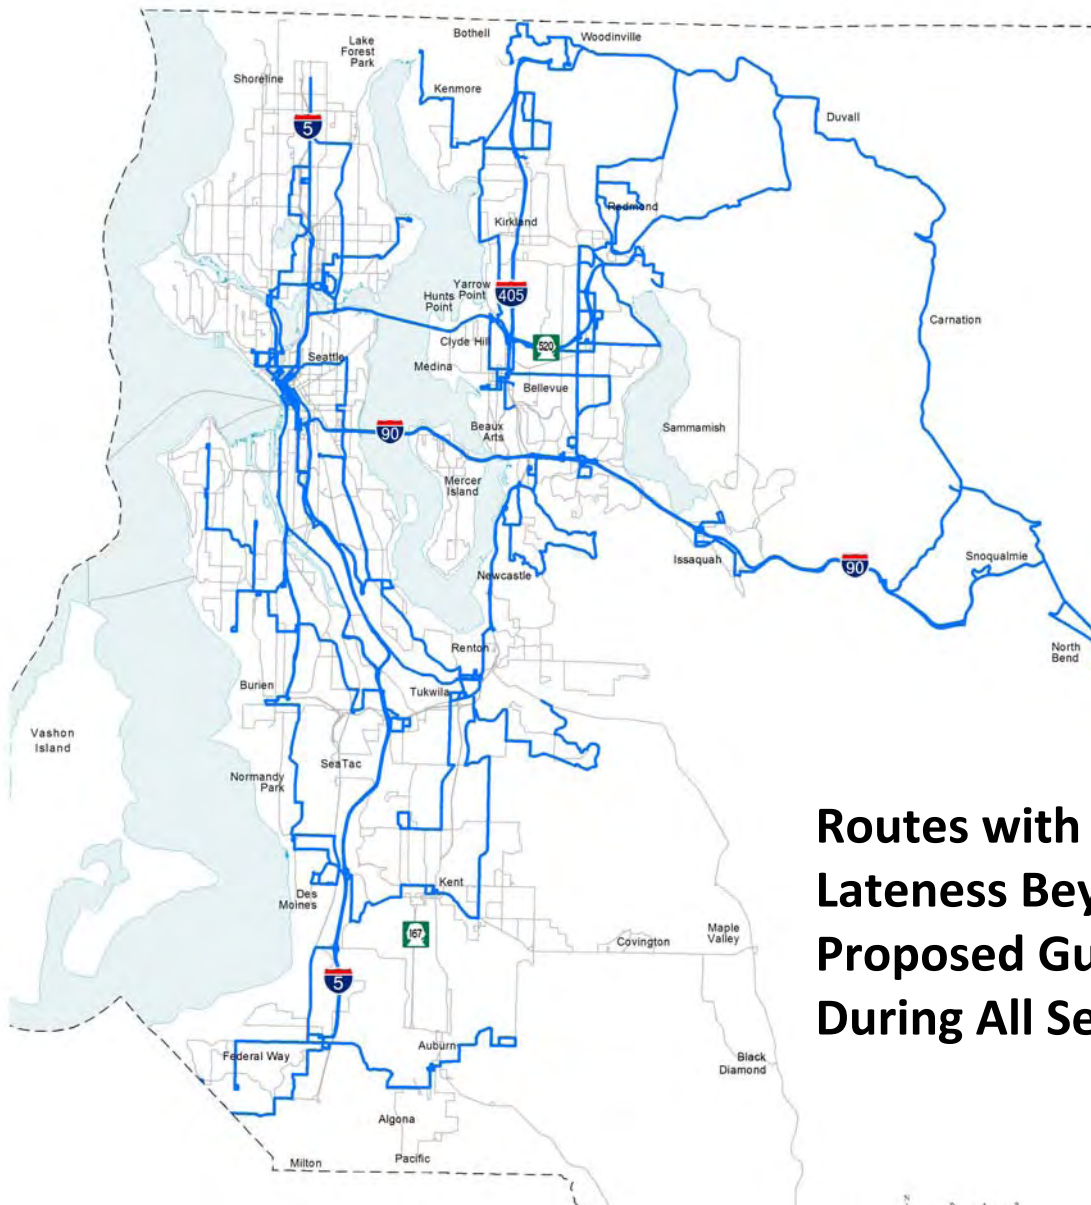 Lake
Forest
Park
Bothell
Woodinville
Shoreline
Kenmore
5
Duvall
Redmond
Kirkland
Yarrow
Point
Hunts
Point
405
Carnation
Clyde Hill
520
Seattle
Medina
Bellevue
Beaux
Arts
90
Sammamish
Mercer
Island
Issaquah
90
Snoqualmie
Newcastle
North
Bend
Renton
Burien
Tukwila
Vashon
Island
SeaTac
Normandy
Park
Routes with
Lateness Bey
Proposed Gu
During All Se
Kent
Des
Moines
167
Covington
Maple
Valley
5
Federal Way
Auburn
Black
Diamond
Algona
Pacific
Milton
N